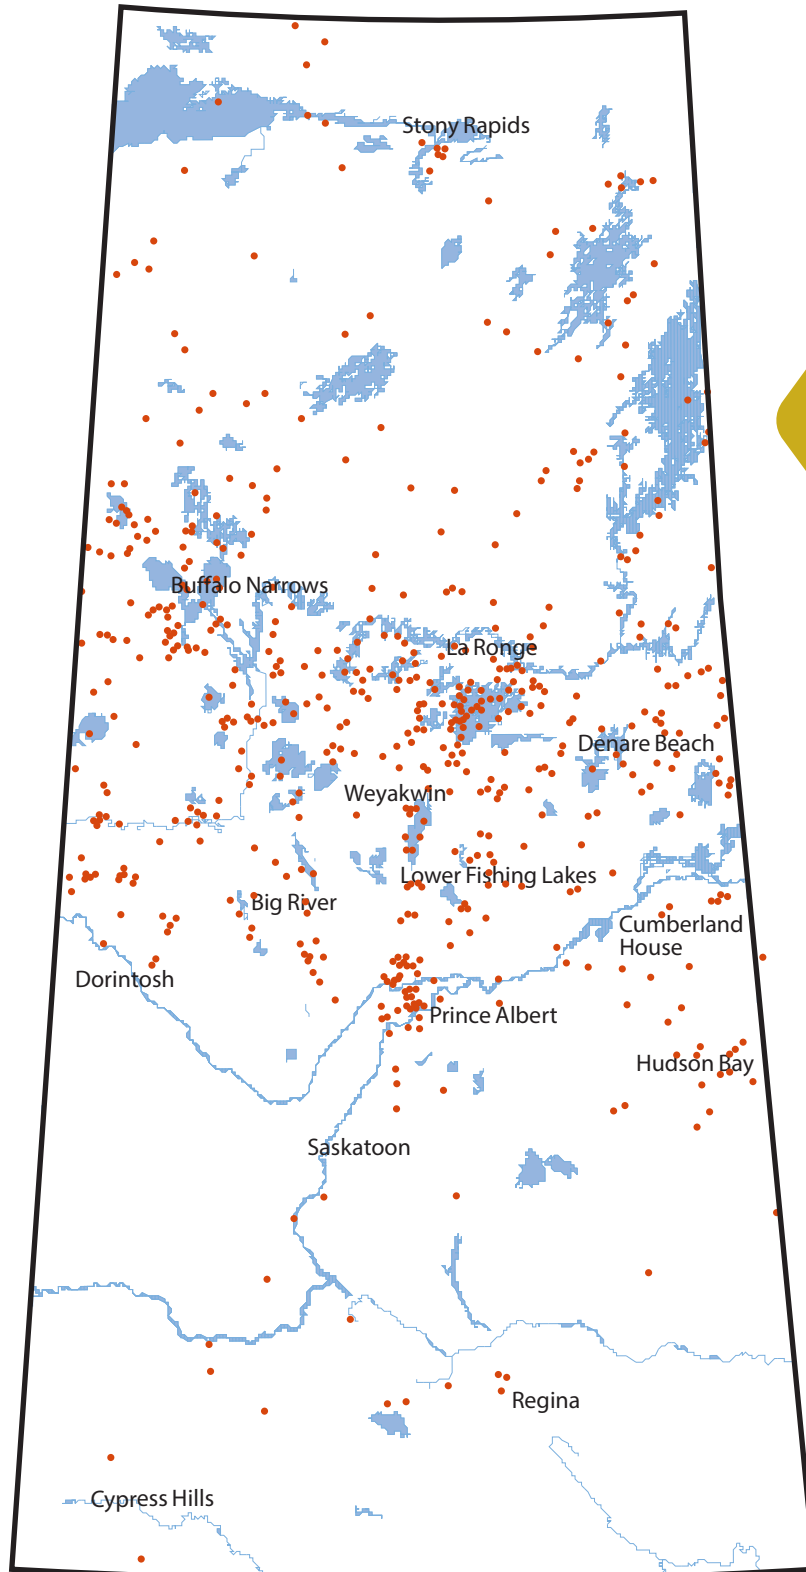 Stony Rapids
Buffalo Narrows
La Ronge
Denare Beach
Weyakwin
Lower Fishing Lakes
Big River
Cumberland
House
Dorintosh
Prince Albert
Hudson Bay
Saskatoon
Regina
Cypress Hills